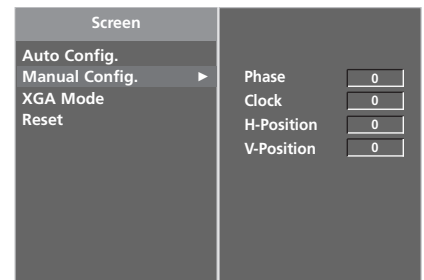 Screen
Auto Config.
Manual Config. ►
XGA Mode
Reset
Phase 0
Clock 0
H-Position 0
V-Position 0